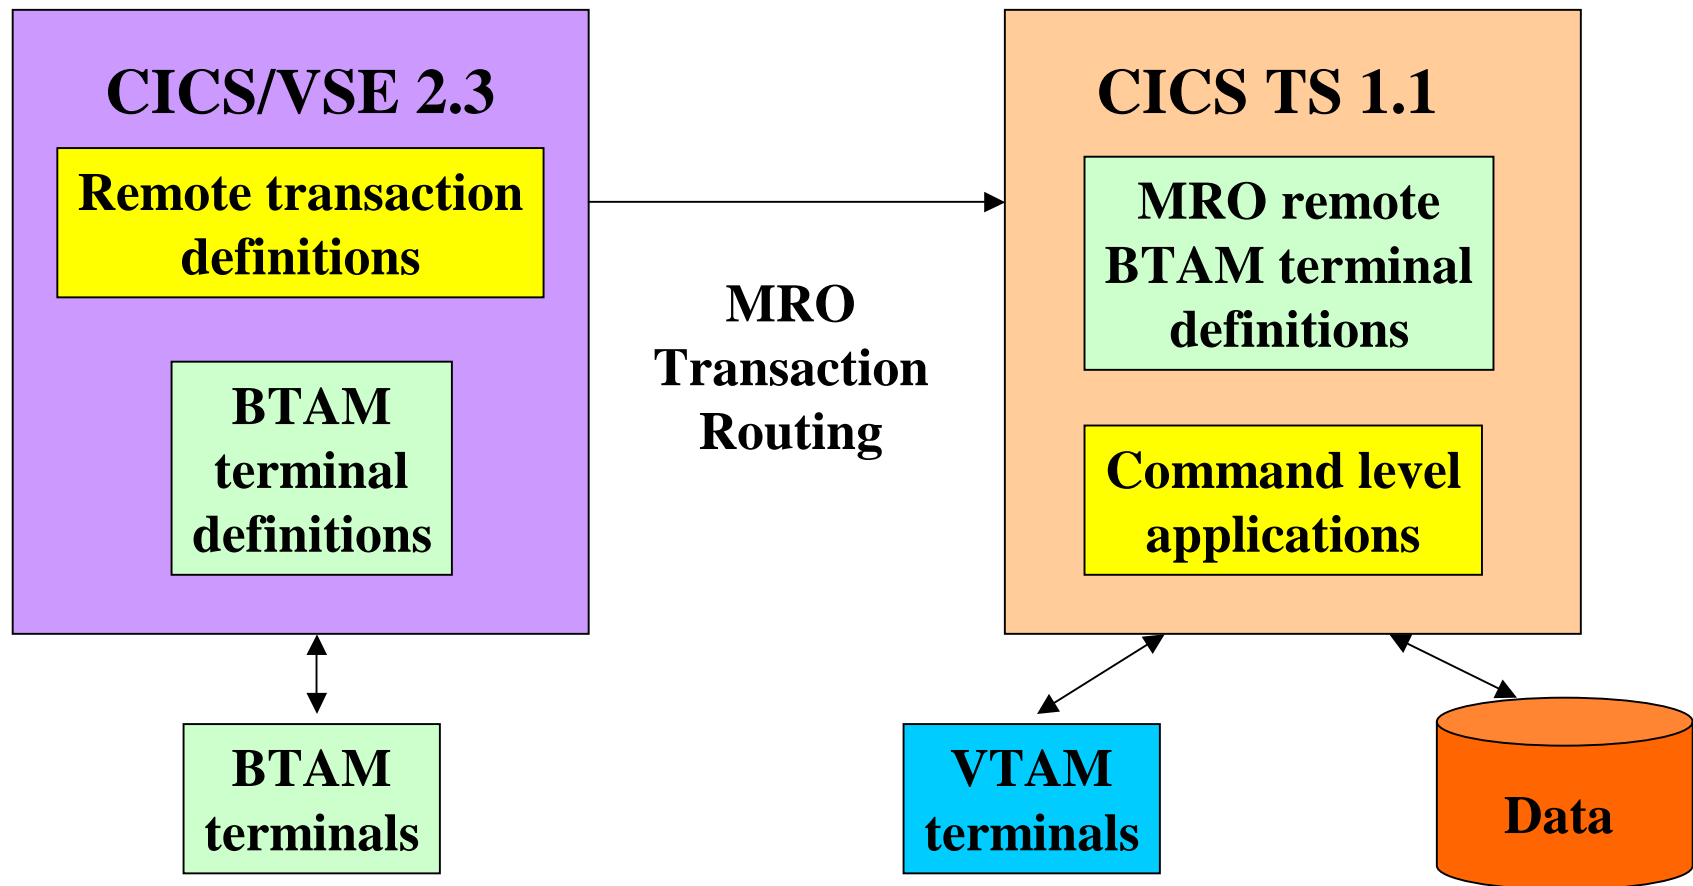 CICS/VSE 2.3
Remote transaction
definitions
BTAM
terminal
definitions
BTAM
terminals
MRO
Transaction
Routing
CICS TS 1.1
MRO remote
BTAM terminal
definitions
Command level
applications
VTAM
terminals
Data